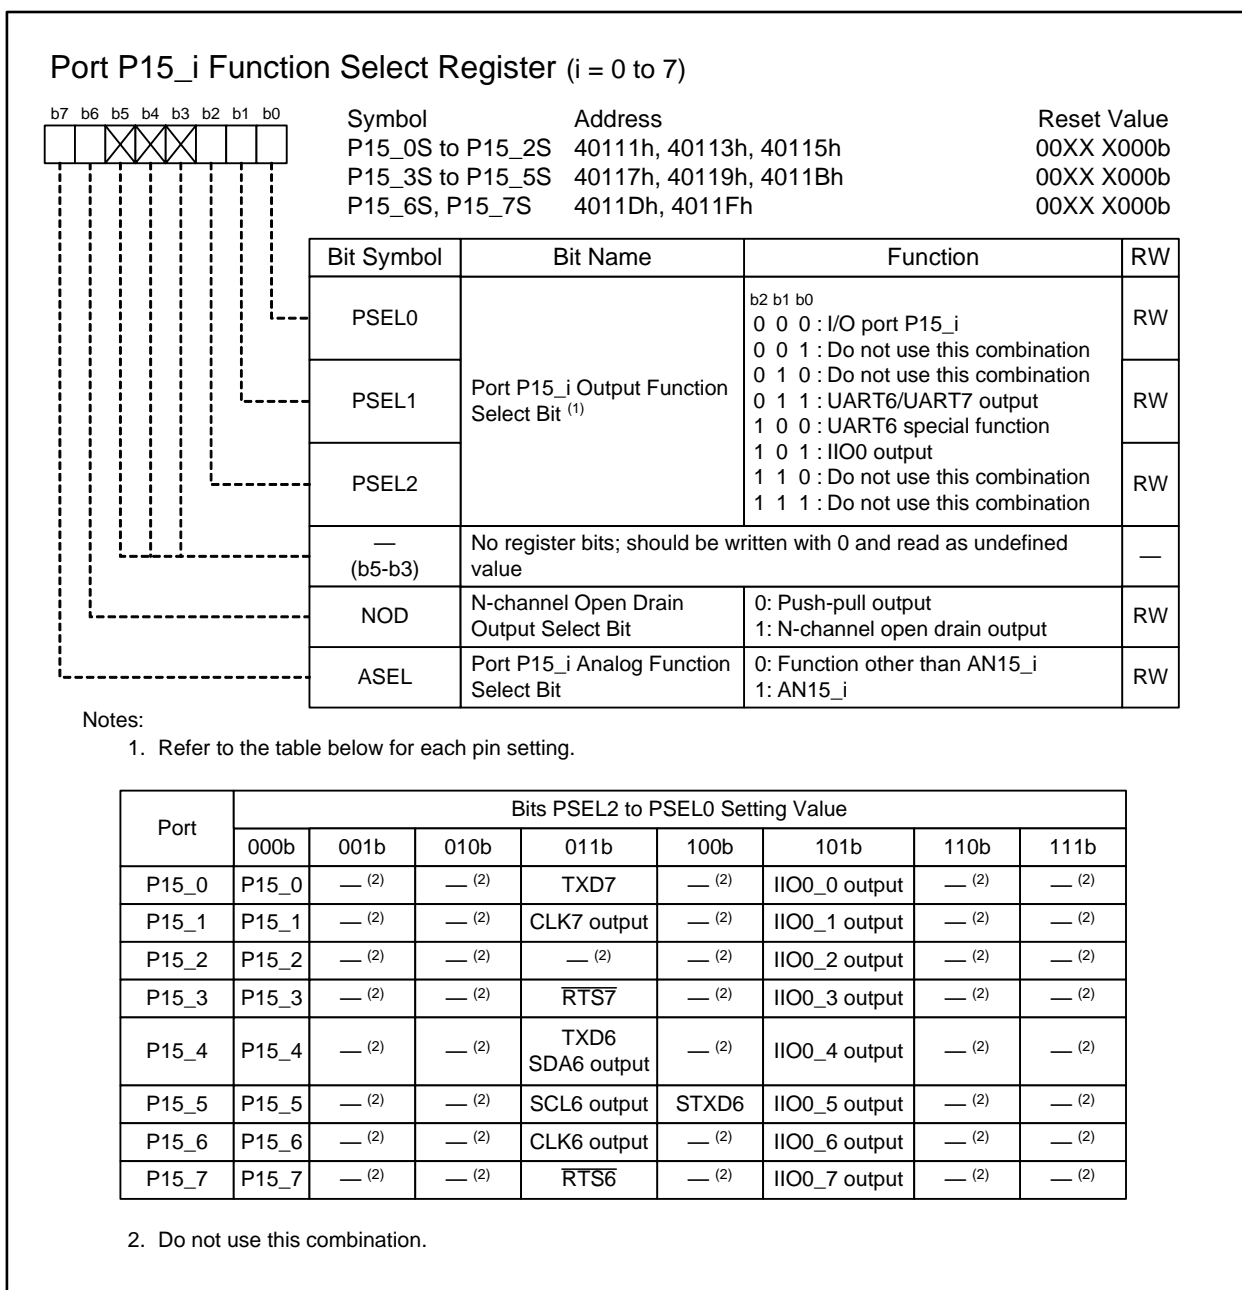 Port P15_i Function Select Register (i = 0 to 7)
b7 b6 b5 b4 b3 b2 b1 b0
Symbol Address Reset Value
P15_0S to P15_2S 40111h, 40113h, 40115h 00XX X000b
P15_3S to P15_5S 40117h, 40119h, 4011Bh 00XX X000b
P15_6S, P15_7S 4011Dh, 4011Fh 00XX X000b
Bit Symbol Bit Name Function RW
PSEL0 RW
PSEL1 RW
PSEL2 RW
Port P15_i Output Function
Select Bit (1)
b2 b1 b0
0 0 0 : I/O port P15_i
0 0 1 : Do not use this combination
0 1 0 : Do not use this combination
0 1 1 : UART6/UART7 output
1 0 0 : UART6 special function
1 0 1 : IIO0 output
1 1 0 : Do not use this combination
1 1 1 : Do not use this combination
—
(b5-b3)
No register bits; should be written with 0 and read as undefined
value
—
NOD
N-channel Open Drain
Output Select Bit
0: Push-pull output
1: N-channel open drain output
RW
ASEL
Port P15_i Analog Function
Select Bit
0: Function other than AN15_i
1: AN15_i
RW
Notes:
1. Refer to the table below for each pin setting.
Port Bits PSEL2 to PSEL0 Setting Value
000b 001b 010b 011b 100b 101b 110b 111b
P15_0 P15_0 — (2) — (2) TXD7 — (2) IIO0_0 output — (2) — (2)
P15_1 P15_1 — (2) — (2) CLK7 output — (2) IIO0_1 output — (2) — (2)
P15_2 P15_2 — (2) — (2) — (2) — (2) IIO0_2 output — (2) — (2)
P15_3 P15_3 — (2) — (2) RTS7 — (2) IIO0_3 output — (2) — (2)
P15_4 P15_4 — (2) — (2) TXD6 SDA6 output — (2) IIO0_4 output — (2) — (2)
P15_5 P15_5 — (2) — (2) SCL6 output STXD6 IIO0_5 output — (2) — (2)
P15_6 P15_6 — (2) — (2) CLK6 output — (2) IIO0_6 output — (2) — (2)
P15_7 P15_7 — (2) — (2) RTS6 — (2) IIO0_7 output — (2) — (2)
2. Do not use this combination.